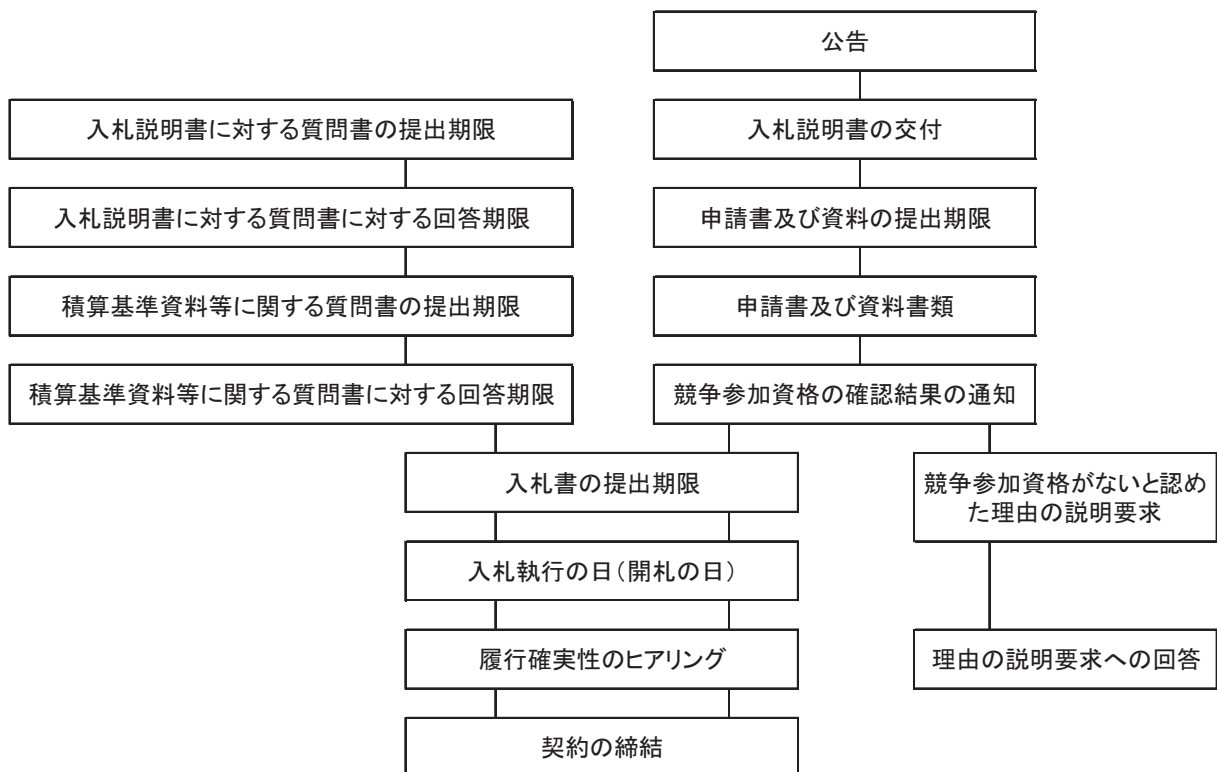 公告
入札説明書に対する質問書の提出期限
入札説明書の交付
入札説明書に対する質問書に対する回答期限
申請書及び資料の提出期限
積算基準資料等に関する質問書の提出期限
申請書及び資料書類
積算基準資料等に関する質問書に対する回答期限
競争参加資格の確認結果の通知
入札書の提出期限
競争参加資格がないと認め
た理由の説明要求
入札執行の日(開札の日)
履行確実性のヒアリング
理由の説明要求への回答
契約の締結